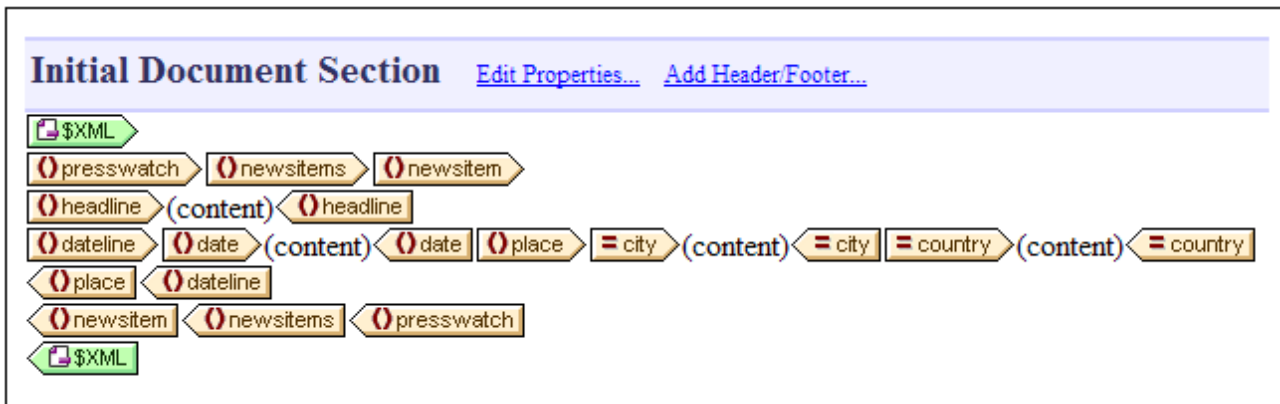 Initial Document Section Edit Properties... Add Header/Footer...
$XML
()presswatch ()newsitems ()newsitem
()headline (content) ()headline
()dateline ()date (content) ()date ()place =city (content) =city =country (content) =country
()place ()dateline
()newsitem ()newsitems ()presswatch
$XML